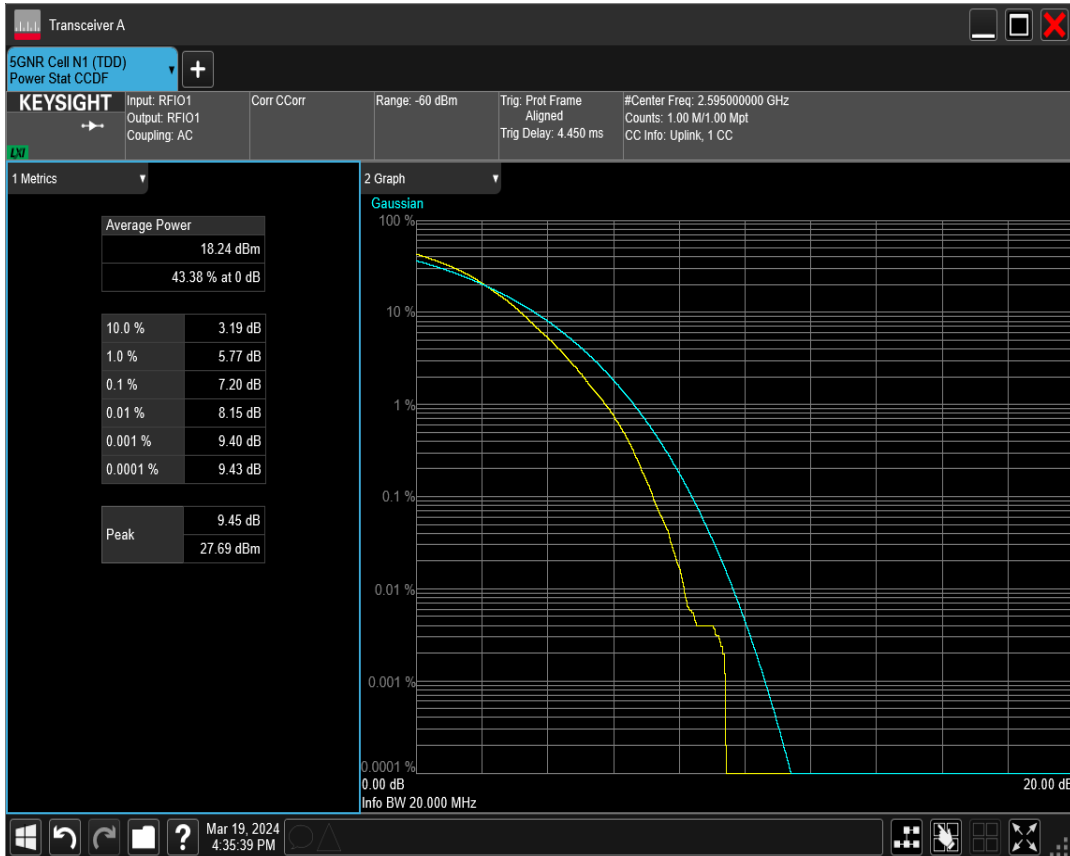 Transceiver A
5GNR Cell N1 (TDD)
Power Stat CCDF
KEYSIGHT
LXI
Input: RFIO1
Output: RFIO1
Coupling: AC
Corr CCorr
Range: -60 dBm
Trig: Prot Frame
Aligned
Trig Delay: 4.450 ms
#Center Freq: 2.595000000 GHz
Counts: 1.00 M/1.00 Mpt
CC Info: Uplink, 1 CC
1 Metrics
Average Power
18.24 dBm
43.38 % at 0 dB
10.0 % 3.19 dB
1.0 % 5.77 dB
0.1 % 7.20 dB
0.01 % 8.15 dB
0.001 % 9.40 dB
0.0001 % 9.43 dB
Peak 9.45 dB
27.69 dBm
2 Graph
Gaussian
100 %
10 %
1 %
0.1 %
0.01 %
0.001 %
0.0001 %
0.00 dB 20.00 dB
Info BW 20.000 MHz
Mar 19, 2024
4:35:39 PM